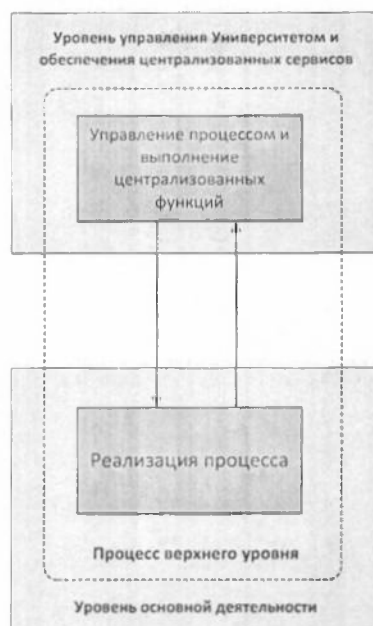 Уровень управления Университетом и
обеспечения централизованных сервисов
Управление процессом и
выполнение
централизованных
функций
Реализация процесса
Процесс верхнего уровня
Уровень основной деятельности